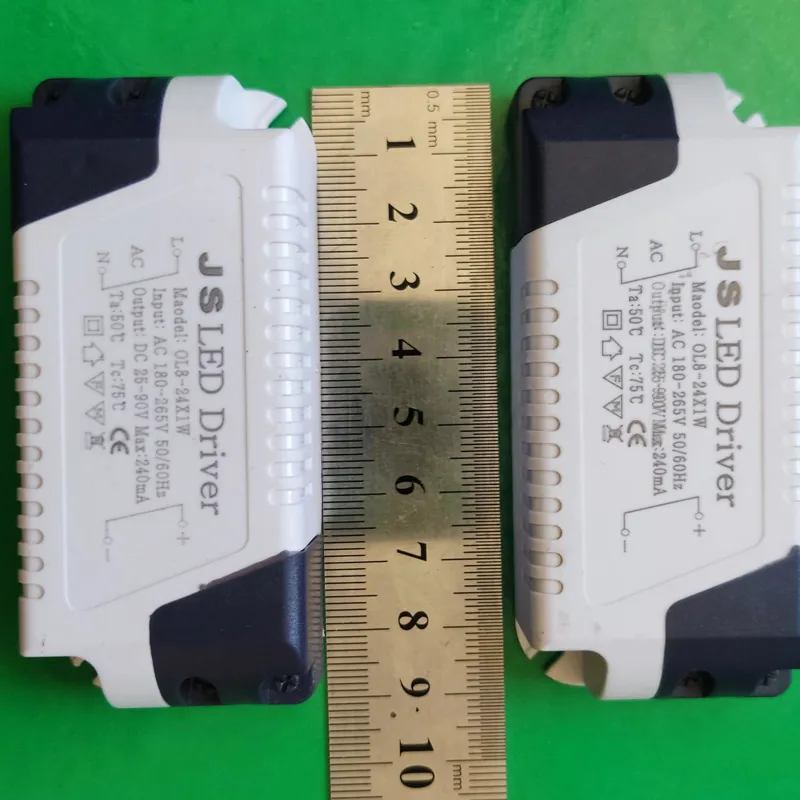 JS LED Driver
Maodel: OL8-24X1W
Input: AC 180~265V 50/60Hz
Output: DC 25-90V Max:240mA
Ta:50℃ Tc:75℃ CE
L
AC
N
+
−
mm
0.5 mm
1
2
3
4
5
6
7
8
9
10
mm
JS LED Driver
Maodel: OL8-24X1W
Input: AC 180~265V 50/60Hz
Output: DC 25-90V Max:240mA
Ta:50℃ Tc:75℃ CE
L
AC
N
+
−